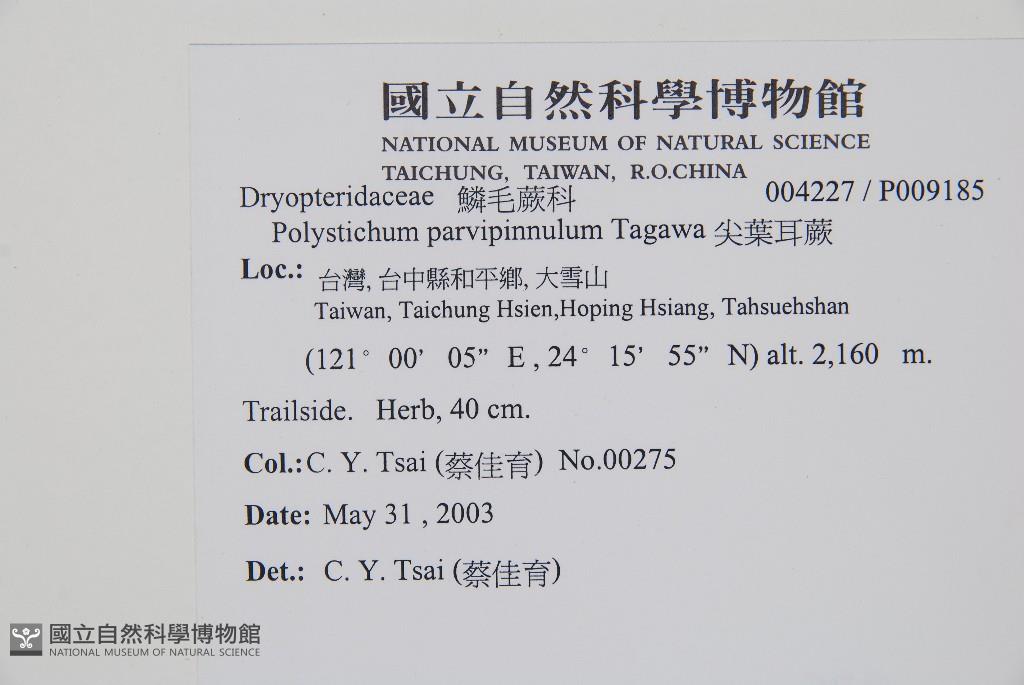 國立自然科學博物館
NATIONAL MUSEUM OF NATURAL SCIENCE
TAICHUNG, TAIWAN, R.O.CHINA
Dryopteridaceae 鱗毛蕨科 004227 / P009185
Polystichum parvipinnulum Tagawa 尖葉耳蕨
Loc.: 台灣, 台中縣和平鄉, 大雪山
Taiwan, Taichung Hsien,Hoping Hsiang, Tahsuehshan
(121° 00’ 05” E , 24° 15’ 55” N) alt. 2,160 m.
Trailside. Herb, 40 cm.
Col.: C. Y. Tsai (蔡佳育) No.00275
Date: May 31 , 2003
Det.: C. Y. Tsai (蔡佳育)
國立自然科學博物館
NATIONAL MUSEUM OF NATURAL SCIENCE